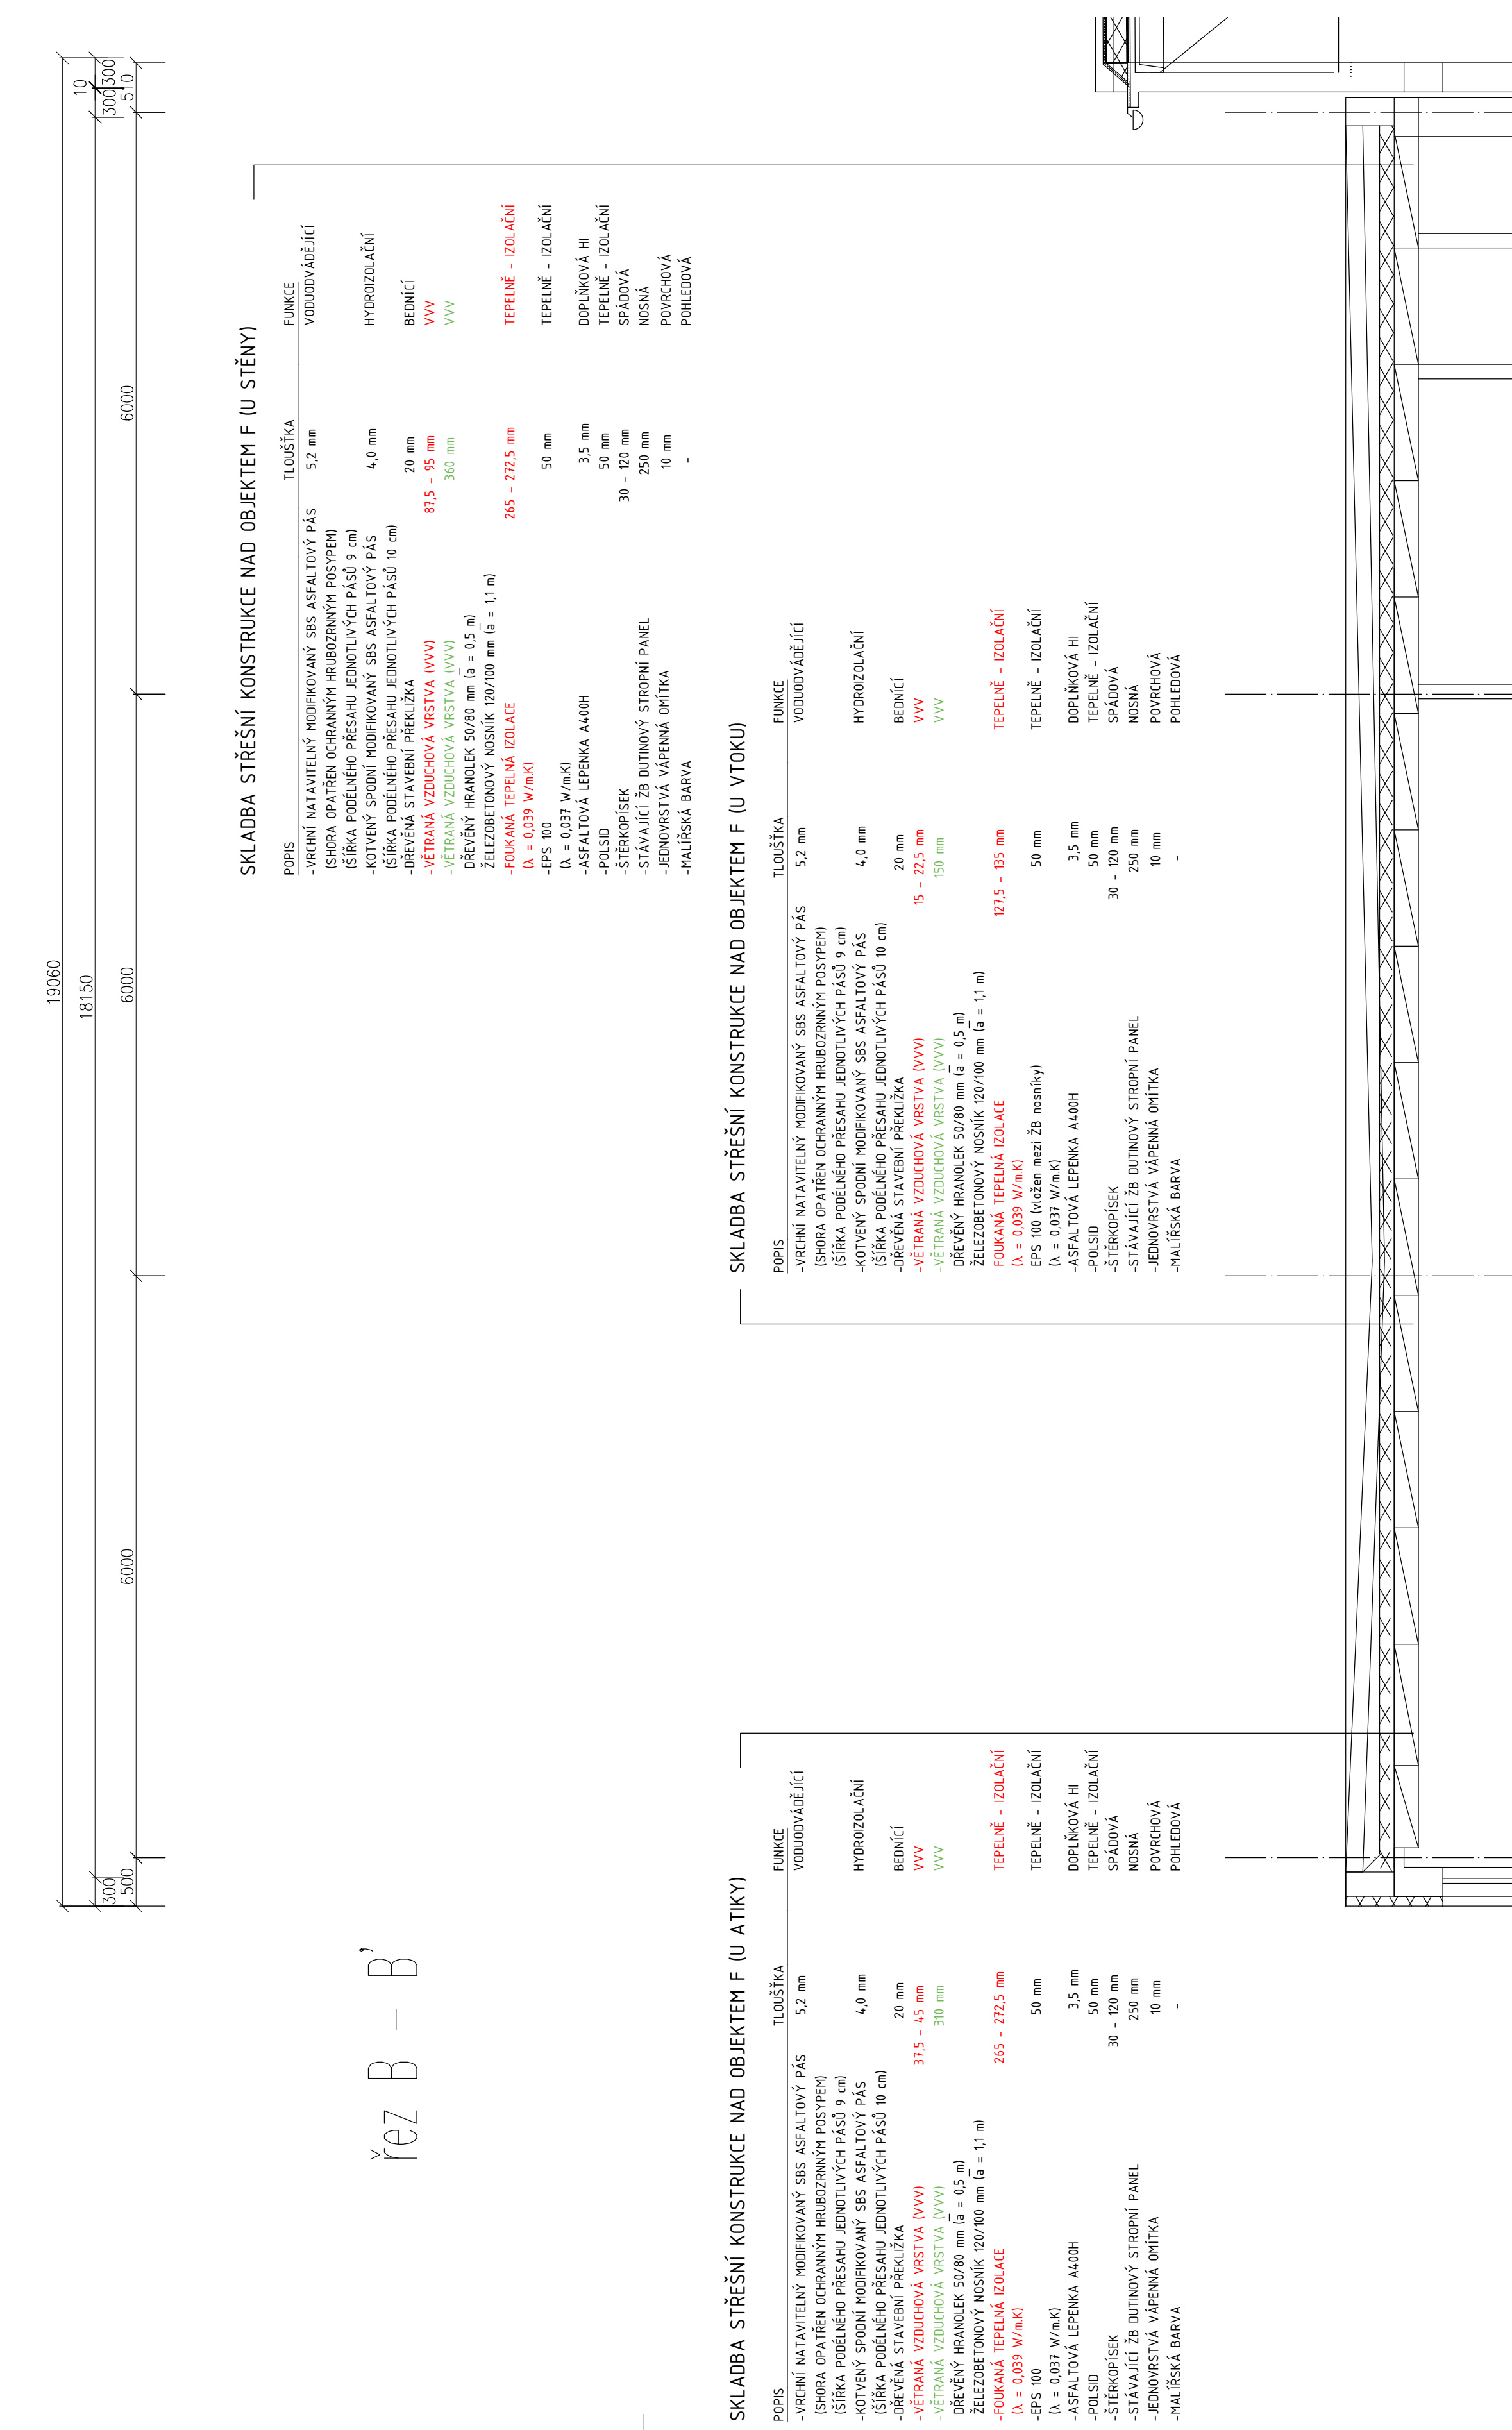 19060
18150
10
300
300
300
510
6000
6000
6000
500
řez B – B'
SKLADBA STŘEŠNÍ KONSTRUKCE NAD OBJEKTEM F (U STĚNY)
POPIS TLOUŠŤKA FUNKCE
-VRCHNÍ NATAVITELNÝ MODIFIKOVANÝ SBS ASFALTOVÝ PÁS 5,2 mm VODUODVÁDĚJÍCÍ
(SHORA OPATŘEN OCHRANNÝM HRUBOZRNNÝM POSYPEM)
(ŠÍŘKA PODÉLNÉHO PŘESAHU JEDNOTLIVÝCH PÁSŮ 9 cm)
-KOTVENÝ SPODNÍ MODIFIKOVANÝ SBS ASFALTOVÝ PÁS 4,0 mm HYDROIZOLAČNÍ
(ŠÍŘKA PODÉLNÉHO PŘESAHU JEDNOTLIVÝCH PÁSŮ 10 cm)
-DŘEVĚNÁ STAVEBNÍ PŘEKLIŽKA 20 mm BEDNÍCÍ
-VĚTRANÁ VZDUCHOVÁ VRSTVA (VVV) 87,5 - 95 mm VVV
-VĚTRANÁ VZDUCHOVÁ VRSTVA (VVV) 360 mm VVV
DŘEVĚNÝ HRANOLEK 50/80 mm (a = 0,5 m)
ŽELEZOBETONOVÝ NOSNÍK 120/100 mm (a = 1,1 m)
-FOUKANÁ TEPELNÁ IZOLACE 265 - 272,5 mm TEPELNĚ - IZOLAČNÍ
(λ = 0,039 W/m.K)
-EPS 100 50 mm TEPELNĚ - IZOLAČNÍ
(λ = 0,037 W/m.K)
-ASFALTOVÁ LEPENKA A400H 3,5 mm DOPLŇKOVÁ HI
-POLSID 50 mm TEPELNĚ - IZOLAČNÍ
-ŠTĚRKOPÍSEK 30 - 120 mm SPÁDOVÁ
-STÁVAJÍCÍ ŽB DUTINOVÝ STROPNÍ PANEL 250 mm NOSNÁ
-JEDNOVRSTVÁ VÁPENNÁ OMÍTKA 10 mm POVRCHOVÁ
-MALÍŘSKÁ BARVA - POHLEDOVÁ
SKLADBA STŘEŠNÍ KONSTRUKCE NAD OBJEKTEM F (U VTOKU)
POPIS TLOUŠŤKA FUNKCE
-VRCHNÍ NATAVITELNÝ MODIFIKOVANÝ SBS ASFALTOVÝ PÁS 5,2 mm VODUODVÁDĚJÍCÍ
(SHORA OPATŘEN OCHRANNÝM HRUBOZRNNÝM POSYPEM)
(ŠÍŘKA PODÉLNÉHO PŘESAHU JEDNOTLIVÝCH PÁSŮ 9 cm)
-KOTVENÝ SPODNÍ MODIFIKOVANÝ SBS ASFALTOVÝ PÁS 4,0 mm HYDROIZOLAČNÍ
(ŠÍŘKA PODÉLNÉHO PŘESAHU JEDNOTLIVÝCH PÁSŮ 10 cm)
-DŘEVĚNÁ STAVEBNÍ PŘEKLIŽKA 20 mm BEDNÍCÍ
-VĚTRANÁ VZDUCHOVÁ VRSTVA (VVV) 15 - 22,5 mm VVV
-VĚTRANÁ VZDUCHOVÁ VRSTVA (VVV) 150 mm VVV
DŘEVĚNÝ HRANOLEK 50/80 mm (a = 0,5 m)
ŽELEZOBETONOVÝ NOSNÍK 120/100 mm (a = 1,1 m)
FOUKANÁ TEPELNÁ IZOLACE 127,5 - 135 mm TEPELNĚ - IZOLAČNÍ
(λ = 0,039 W/m.K)
EPS 100 (vložen mezi ŽB nosníky) 50 mm TEPELNĚ - IZOLAČNÍ
(λ = 0,037 W/m.K)
-ASFALTOVÁ LEPENKA A400H 3,5 mm DOPLŇKOVÁ HI
-POLSID 50 mm TEPELNĚ - IZOLAČNÍ
-ŠTĚRKOPÍSEK 30 - 120 mm SPÁDOVÁ
-STÁVAJÍCÍ ŽB DUTINOVÝ STROPNÍ PANEL 250 mm NOSNÁ
-JEDNOVRSTVÁ VÁPENNÁ OMÍTKA 10 mm POVRCHOVÁ
-MALÍŘSKÁ BARVA - POHLEDOVÁ
SKLADBA STŘEŠNÍ KONSTRUKCE NAD OBJEKTEM F (U ATIKY)
POPIS TLOUŠŤKA FUNKCE
-VRCHNÍ NATAVITELNÝ MODIFIKOVANÝ SBS ASFALTOVÝ PÁS 5,2 mm VODUODVÁDĚJÍCÍ
(SHORA OPATŘEN OCHRANNÝM HRUBOZRNNÝM POSYPEM)
(ŠÍŘKA PODÉLNÉHO PŘESAHU JEDNOTLIVÝCH PÁSŮ 9 cm)
-KOTVENÝ SPODNÍ MODIFIKOVANÝ SBS ASFALTOVÝ PÁS 4,0 mm HYDROIZOLAČNÍ
(ŠÍŘKA PODÉLNÉHO PŘESAHU JEDNOTLIVÝCH PÁSŮ 10 cm)
-DŘEVĚNÁ STAVEBNÍ PŘEKLIŽKA 20 mm BEDNÍCÍ
-VĚTRANÁ VZDUCHOVÁ VRSTVA (VVV) 37,5 - 45 mm VVV
-VĚTRANÁ VZDUCHOVÁ VRSTVA (VVV) 310 mm VVV
DŘEVĚNÝ HRANOLEK 50/80 mm (a = 0,5 m)
ŽELEZOBETONOVÝ NOSNÍK 120/100 mm (a = 1,1 m)
-FOUKANÁ TEPELNÁ IZOLACE 265 - 272,5 mm TEPELNĚ - IZOLAČNÍ
(λ = 0,039 W/m.K)
-EPS 100 50 mm TEPELNĚ - IZOLAČNÍ
(λ = 0,037 W/m.K)
-ASFALTOVÁ LEPENKA A400H 3,5 mm DOPLŇKOVÁ HI
-POLSID 50 mm TEPELNĚ - IZOLAČNÍ
-ŠTĚRKOPÍSEK 30 - 120 mm SPÁDOVÁ
-STÁVAJÍCÍ ŽB DUTINOVÝ STROPNÍ PANEL 250 mm NOSNÁ
-JEDNOVRSTVÁ VÁPENNÁ OMÍTKA 10 mm POVRCHOVÁ
-MALÍŘSKÁ BARVA - POHLEDOVÁ